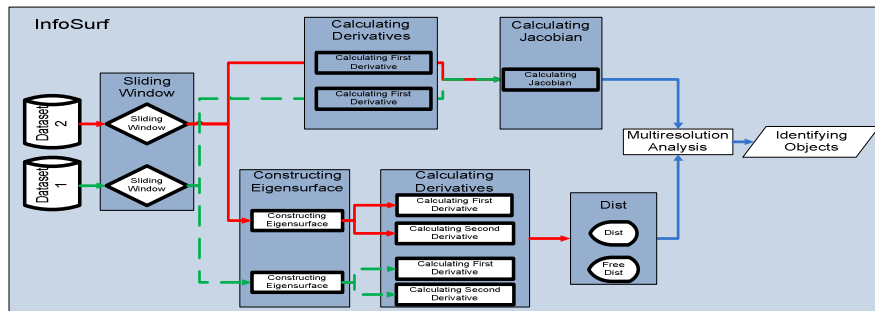 InfoSurf
Calculating
Derivatives
Calculating First
Derivative
Calculating First
Derivative
Calculating
Jacobian
Calculating
Jacobian
Sliding
Window
Dataset
2
Sliding
Window
Dataset
1
Sliding
Window
Multiresolution
Analysis
Identifying
Objects
Constructing
Eigensurface
Constructing
Eigensurface
Constructing
Eigensurface
Calculating
Derivatives
Calculating First
Derivative
Calculating Second
Derivative
Calculating First
Derivative
Calculating Second
Derivative
Dist
Dist
Free
Dist